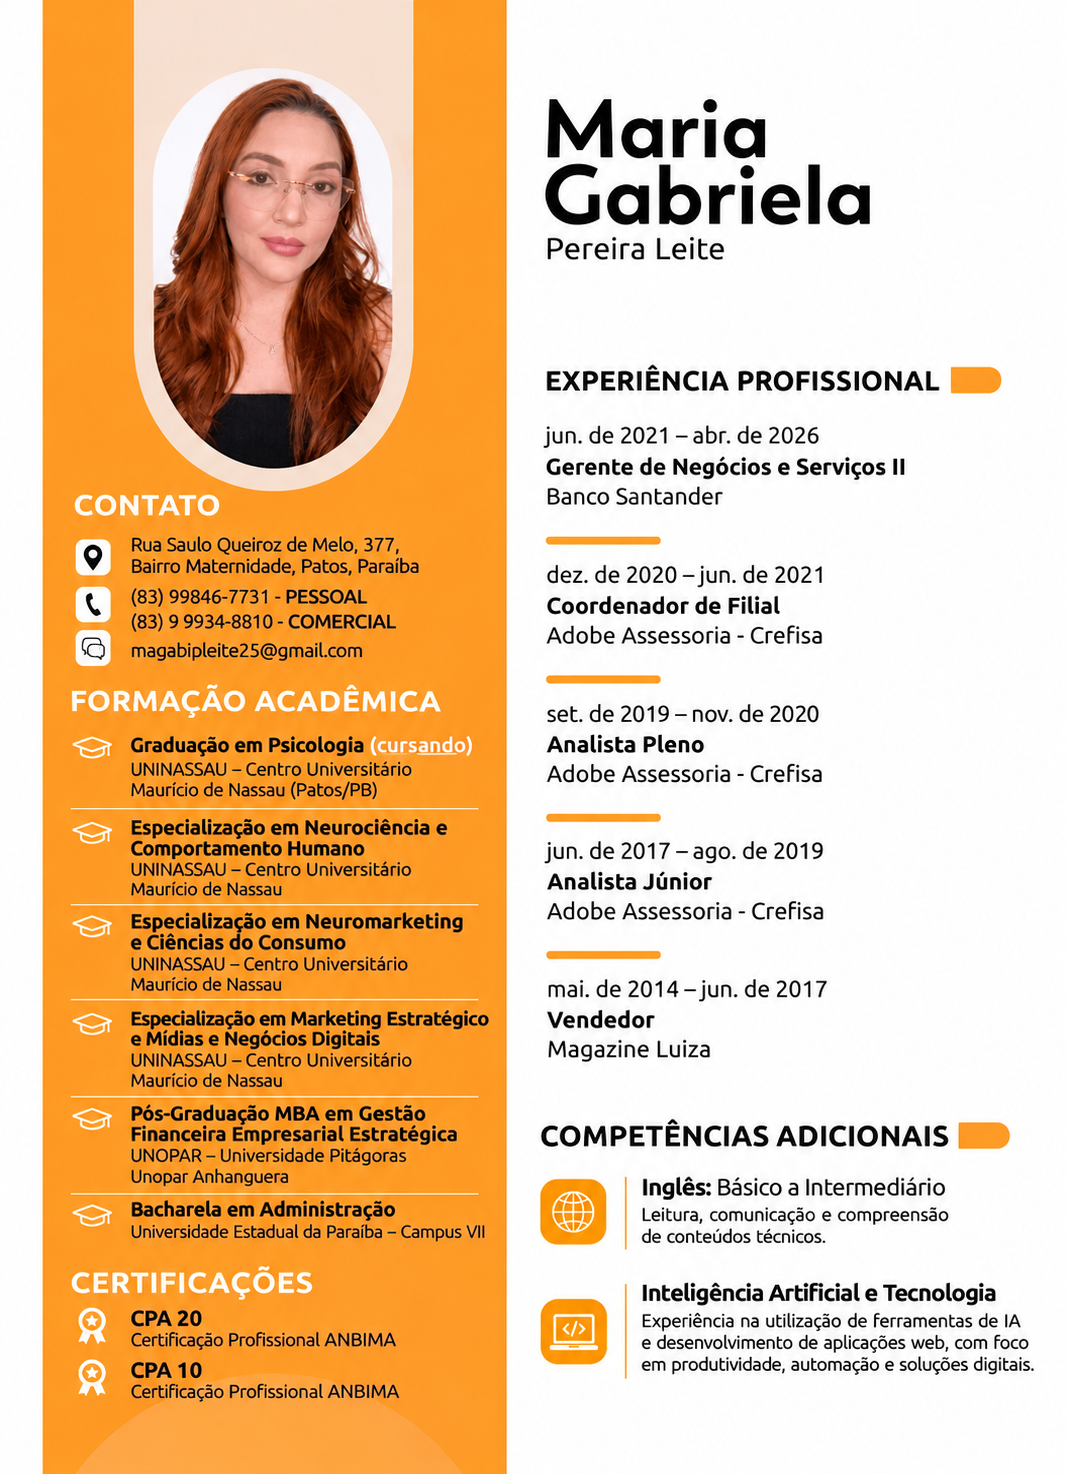 Maria
Gabriela
Pereira Leite
CONTATO
Rua Saulo Queiroz de Melo, 377,
Bairro Maternidade, Patos, Paraíba
(83) 99846-7731 - PESSOAL
(83) 9 9934-8810 - COMERCIAL
magabipleite25@gmail.com
FORMAÇÃO ACADÊMICA
Graduação em Psicologia (cursando)
UNINASSAU – Centro Universitário
Maurício de Nassau (Patos/PB)
Especialização em Neurociência e
Comportamento Humano
UNINASSAU – Centro Universitário
Maurício de Nassau
Especialização em Neuromarketing
e Ciências do Consumo
UNINASSAU – Centro Universitário
Maurício de Nassau
Especialização em Marketing Estratégico
e Mídias e Negócios Digitais
UNINASSAU – Centro Universitário
Maurício de Nassau
Pós-Graduação MBA em Gestão
Financeira Empresarial Estratégica
UNOPAR – Universidade Pitágoras
Unopar Anhanguera
Bacharela em Administração
Universidade Estadual da Paraíba – Campus VII
CERTIFICAÇÕES
CPA 20
Certificação Profissional ANBIMA
CPA 10
Certificação Profissional ANBIMA
EXPERIÊNCIA PROFISSIONAL
jun. de 2021 – abr. de 2026
Gerente de Negócios e Serviços II
Banco Santander
dez. de 2020 – jun. de 2021
Coordenador de Filial
Adobe Assessoria - Crefisa
set. de 2019 – nov. de 2020
Analista Pleno
Adobe Assessoria - Crefisa
jun. de 2017 – ago. de 2019
Analista Júnior
Adobe Assessoria - Crefisa
mai. de 2014 – jun. de 2017
Vendedor
Magazine Luiza
COMPETÊNCIAS ADICIONAIS
Inglês: Básico a Intermediário
Leitura, comunicação e compreensão
de conteúdos técnicos.
</>
Inteligência Artificial e Tecnologia
Experiência na utilização de ferramentas de IA
e desenvolvimento de aplicações web, com foco
em produtividade, automação e soluções digitais.